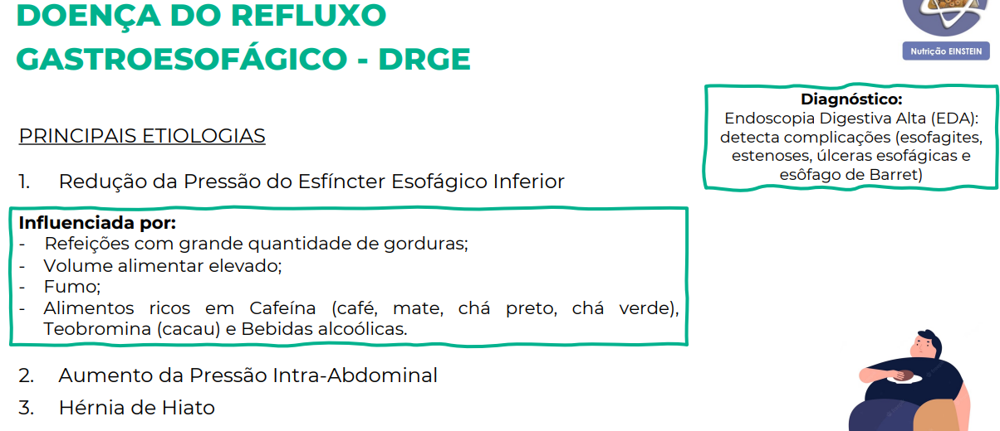 DOENÇA DO REFLUXO
GASTROESOFÁGICO - DRGE
Nutrição EINSTEIN
Diagnóstico:
Endoscopia Digestiva Alta (EDA):
detecta complicações (esofagites,
estenoses, úlceras esofágicas e
esôfago de Barret)
PRINCIPAIS ETIOLOGIAS
1. Redução da Pressão do Esfíncter Esofágico Inferior
Influenciada por:
- Refeições com grande quantidade de gorduras;
- Volume alimentar elevado;
- Fumo;
- Alimentos ricos em Cafeína (café, mate, chá preto, chá verde),
Teobromina (cacau) e Bebidas alcoólicas.
2. Aumento da Pressão Intra-Abdominal
3. Hérnia de Hiato